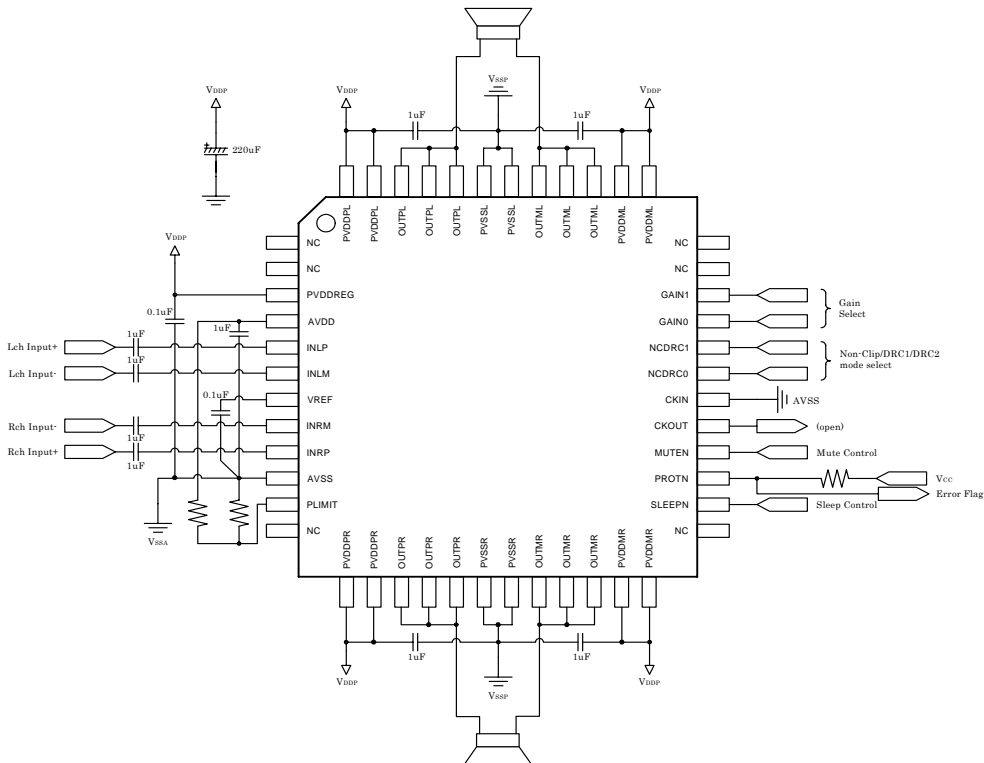 VSSP
VDDP
VDDP
VDDP
1uF
1uF
220uF
PVDDPL
PVDDPL
OUTPL
OUTPL
OUTPL
PVSSL
PVSSL
OUTML
OUTML
OUTML
PVDDML
PVDDML
VDDP
NC
NC
NC
NC
PVDDREG
GAIN1
Gain
Select
0.1uF
1uF
AVDD
GAIN0
1uF
Lch Input+
INLP
NCDRC1
Non-Clip/DRC1/DRC2
mode select
1uF
Lch Input-
INLM
NCDRC0
0.1uF
VREF
CKIN
AVSS
Rch Input-
INRM
CKOUT
(open)
1uF
Rch Input+
INRP
MUTEN
Mute Control
1uF
AVSS
PROTN
Vcc
Error Flag
PLIMIT
SLEEPN
Sleep Control
VSSA
NC
NC
PVDDPR
PVDDPR
OUTPR
OUTPR
OUTPR
PVSSR
PVSSR
OUTMR
OUTMR
OUTMR
PVDDMR
PVDDMR
1uF
1uF
VDDP
VSSP
VDDP